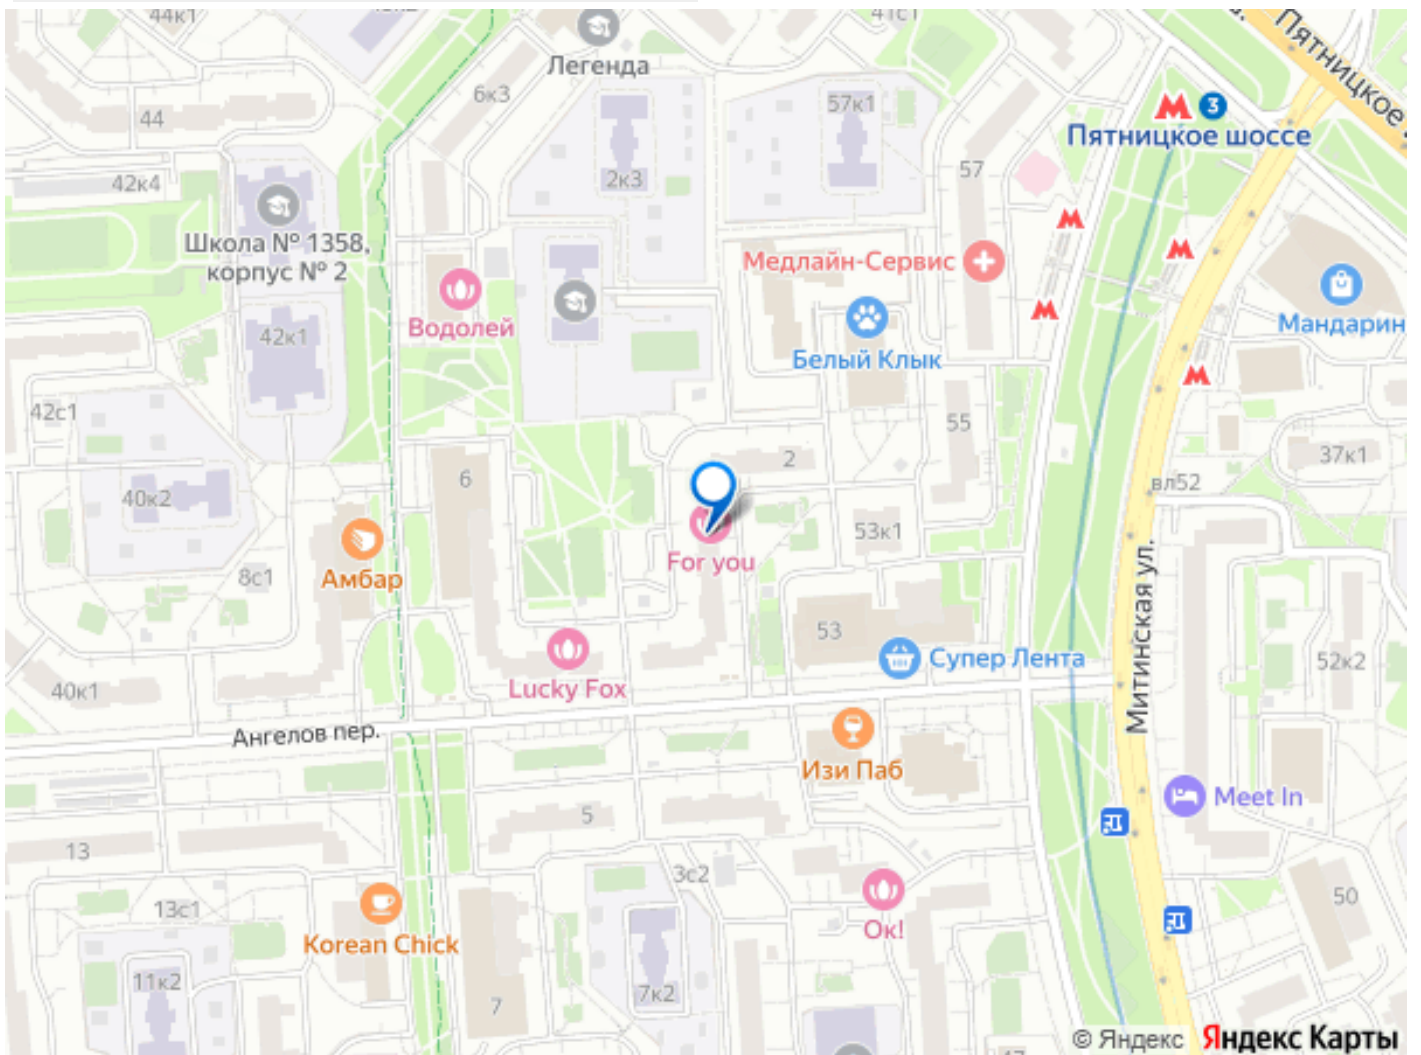 44к1
41с1
ул.
Пятницкое
Легенда
6к3
57к1
3
Пятницкое шоссе
44
42к4
2к3
57
Школа № 1358,
корпус № 2
Медлайн-Сервис
Водолей
Мандарин
42к1
Белый Клык
42с1
55
37к1
6
2
вл52
40к2
For you
53к1
Амбар
8с1
53
Супер Лента
52к2
40к1
Lucky Fox
Митинская ул.
Ангелов пер.
Изи Паб
Meet In
5
13
3с2
50
13с1
Ок!
Korean Chick
11к2
7
7к2
© Яндекс Яндекс Карты